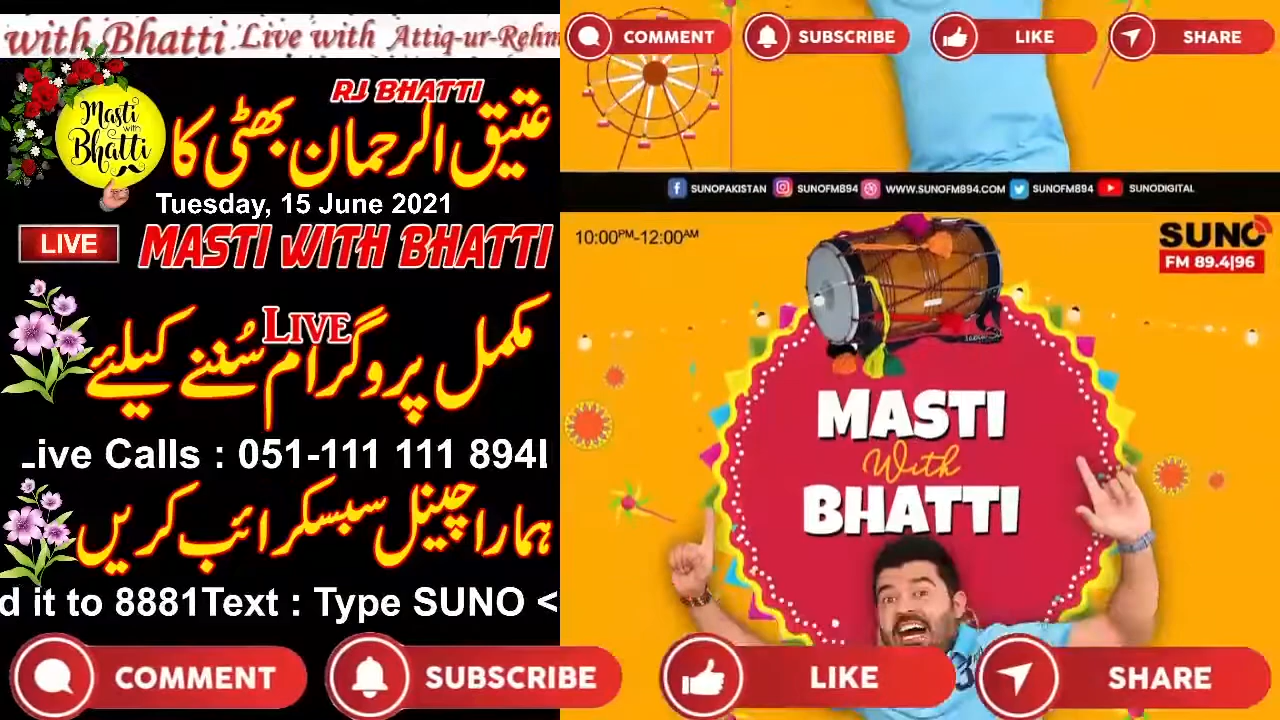 with Bhatti Live with Attiq-ur-Rehm
RJ BHATTI
عتیق الرحمان بھٹی کا
Masti
with
Bhatti
Tuesday, 15 June 2021
LIVE
MASTI WITH BHATTI
LIVE
مکمل پروگرام سُننے کیلئے
Live Calls : 051-111 111 894
ہمارا چینل سبسکرائب کریں
d it to 8881Text : Type SUNO <
COMMENT
SUBSCRIBE
LIKE
SHARE
SUNOPAKISTAN
SUNOFM894
WWW.SUNOFM894.COM
SUNOFM894
SUNODIGITAL
10:00PM-12:00AM
SUNO
FM 89.4|96
MASTI
With
BHATTI
COMMENT
SUBSCRIBE
LIKE
SHARE